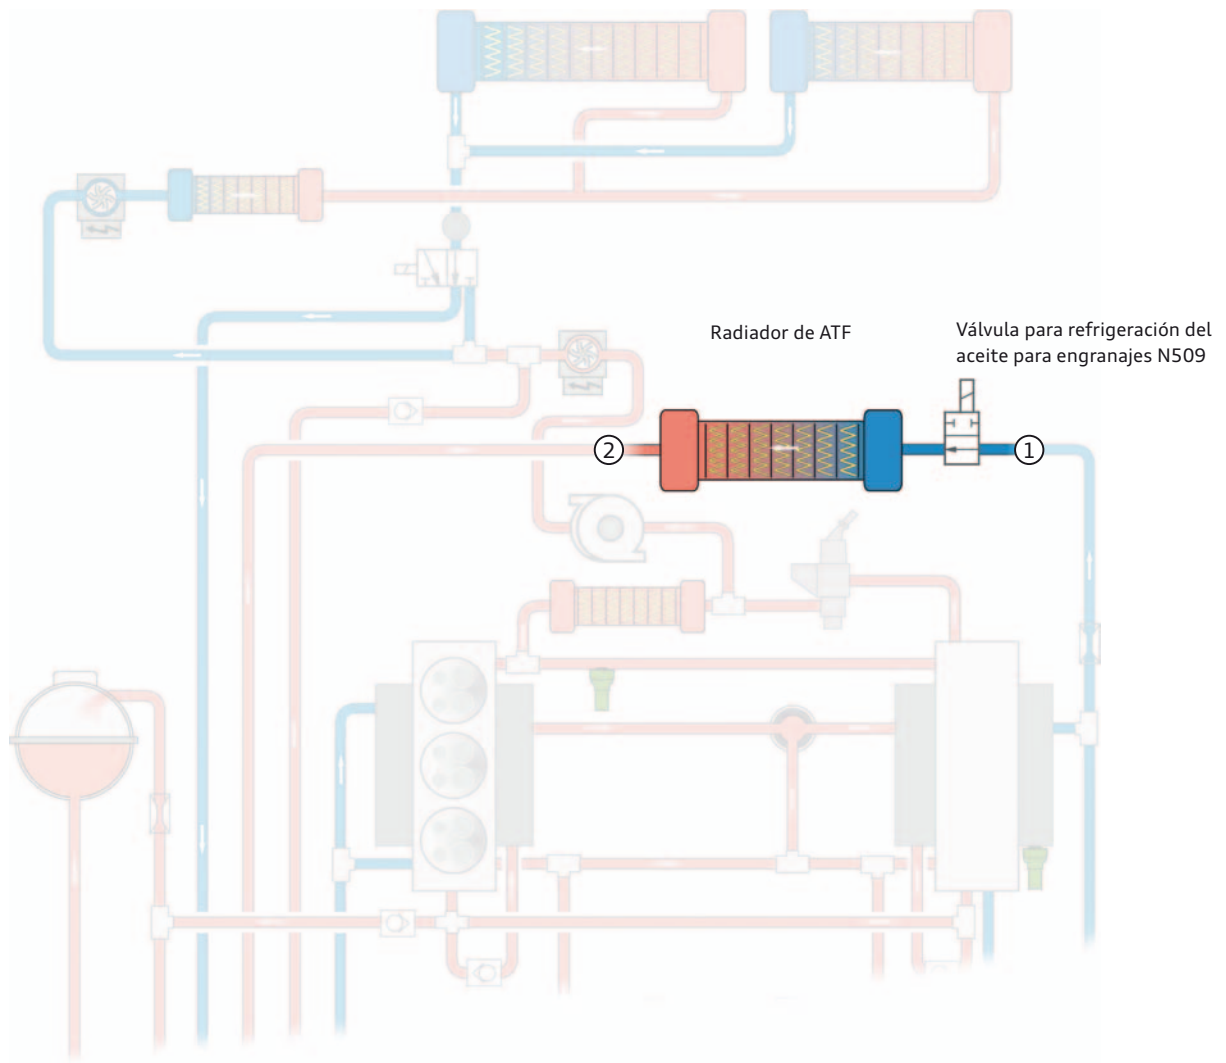 Radiador de ATF
Válvula para refrigeración del
aceite para engranajes N509
2
1